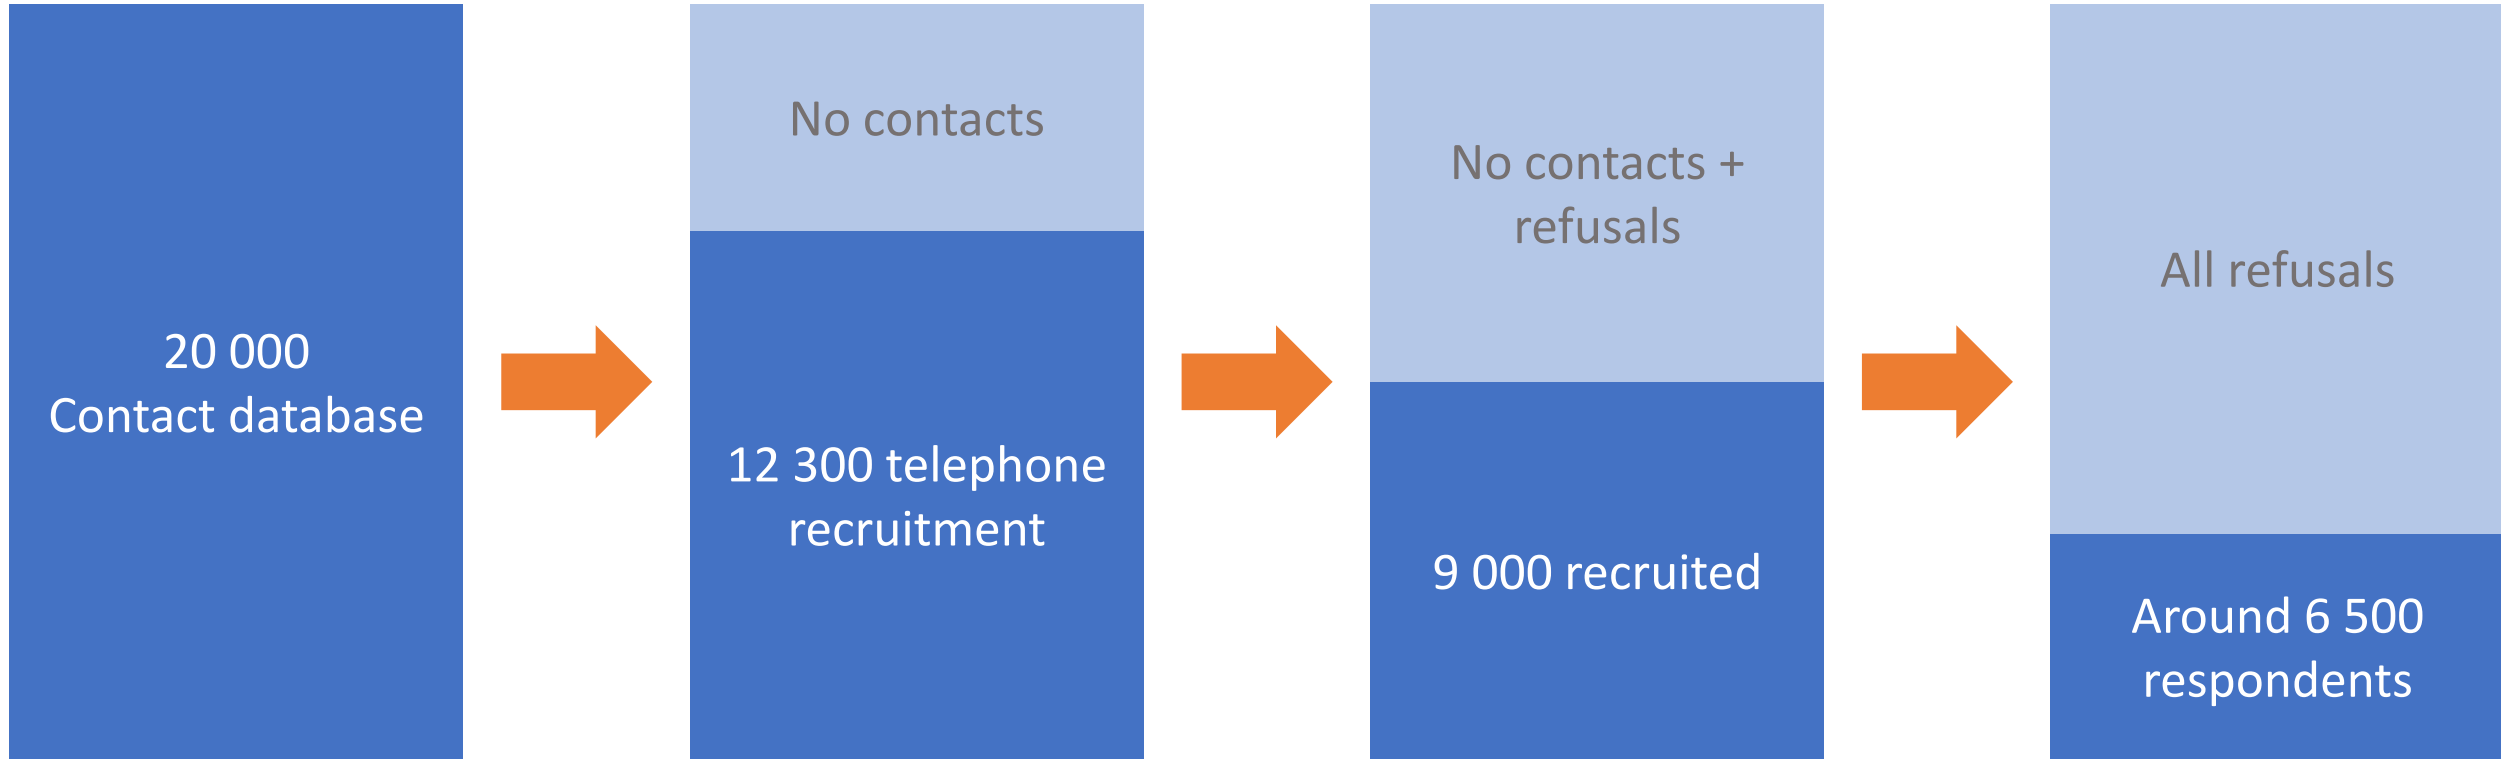 20 000
Contact database
No contacts
12 300 telephone
recruitment
No contacts +
refusals
9 000 recruited
All refusals
Around 6 500
respondents